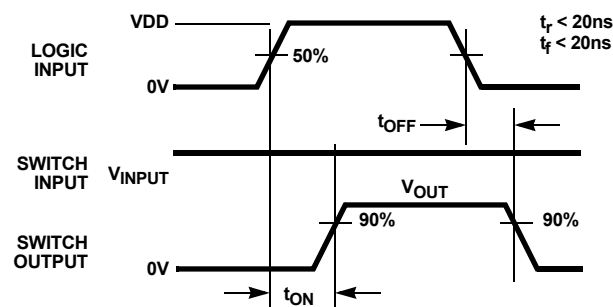 VDD
t_r < 20ns
t_f < 20ns
LOGIC
INPUT
50%
0V
t_OFF
SWITCH
INPUT
V_INPUT
V_OUT
90%
90%
SWITCH
OUTPUT
0V
t_ON